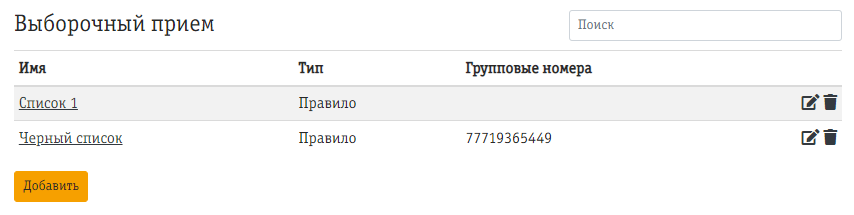 Выборочный прием
Поиск
Имя Тип Групповые номера
Список 1 Правило
Черный список Правило 77719365449
Добавить